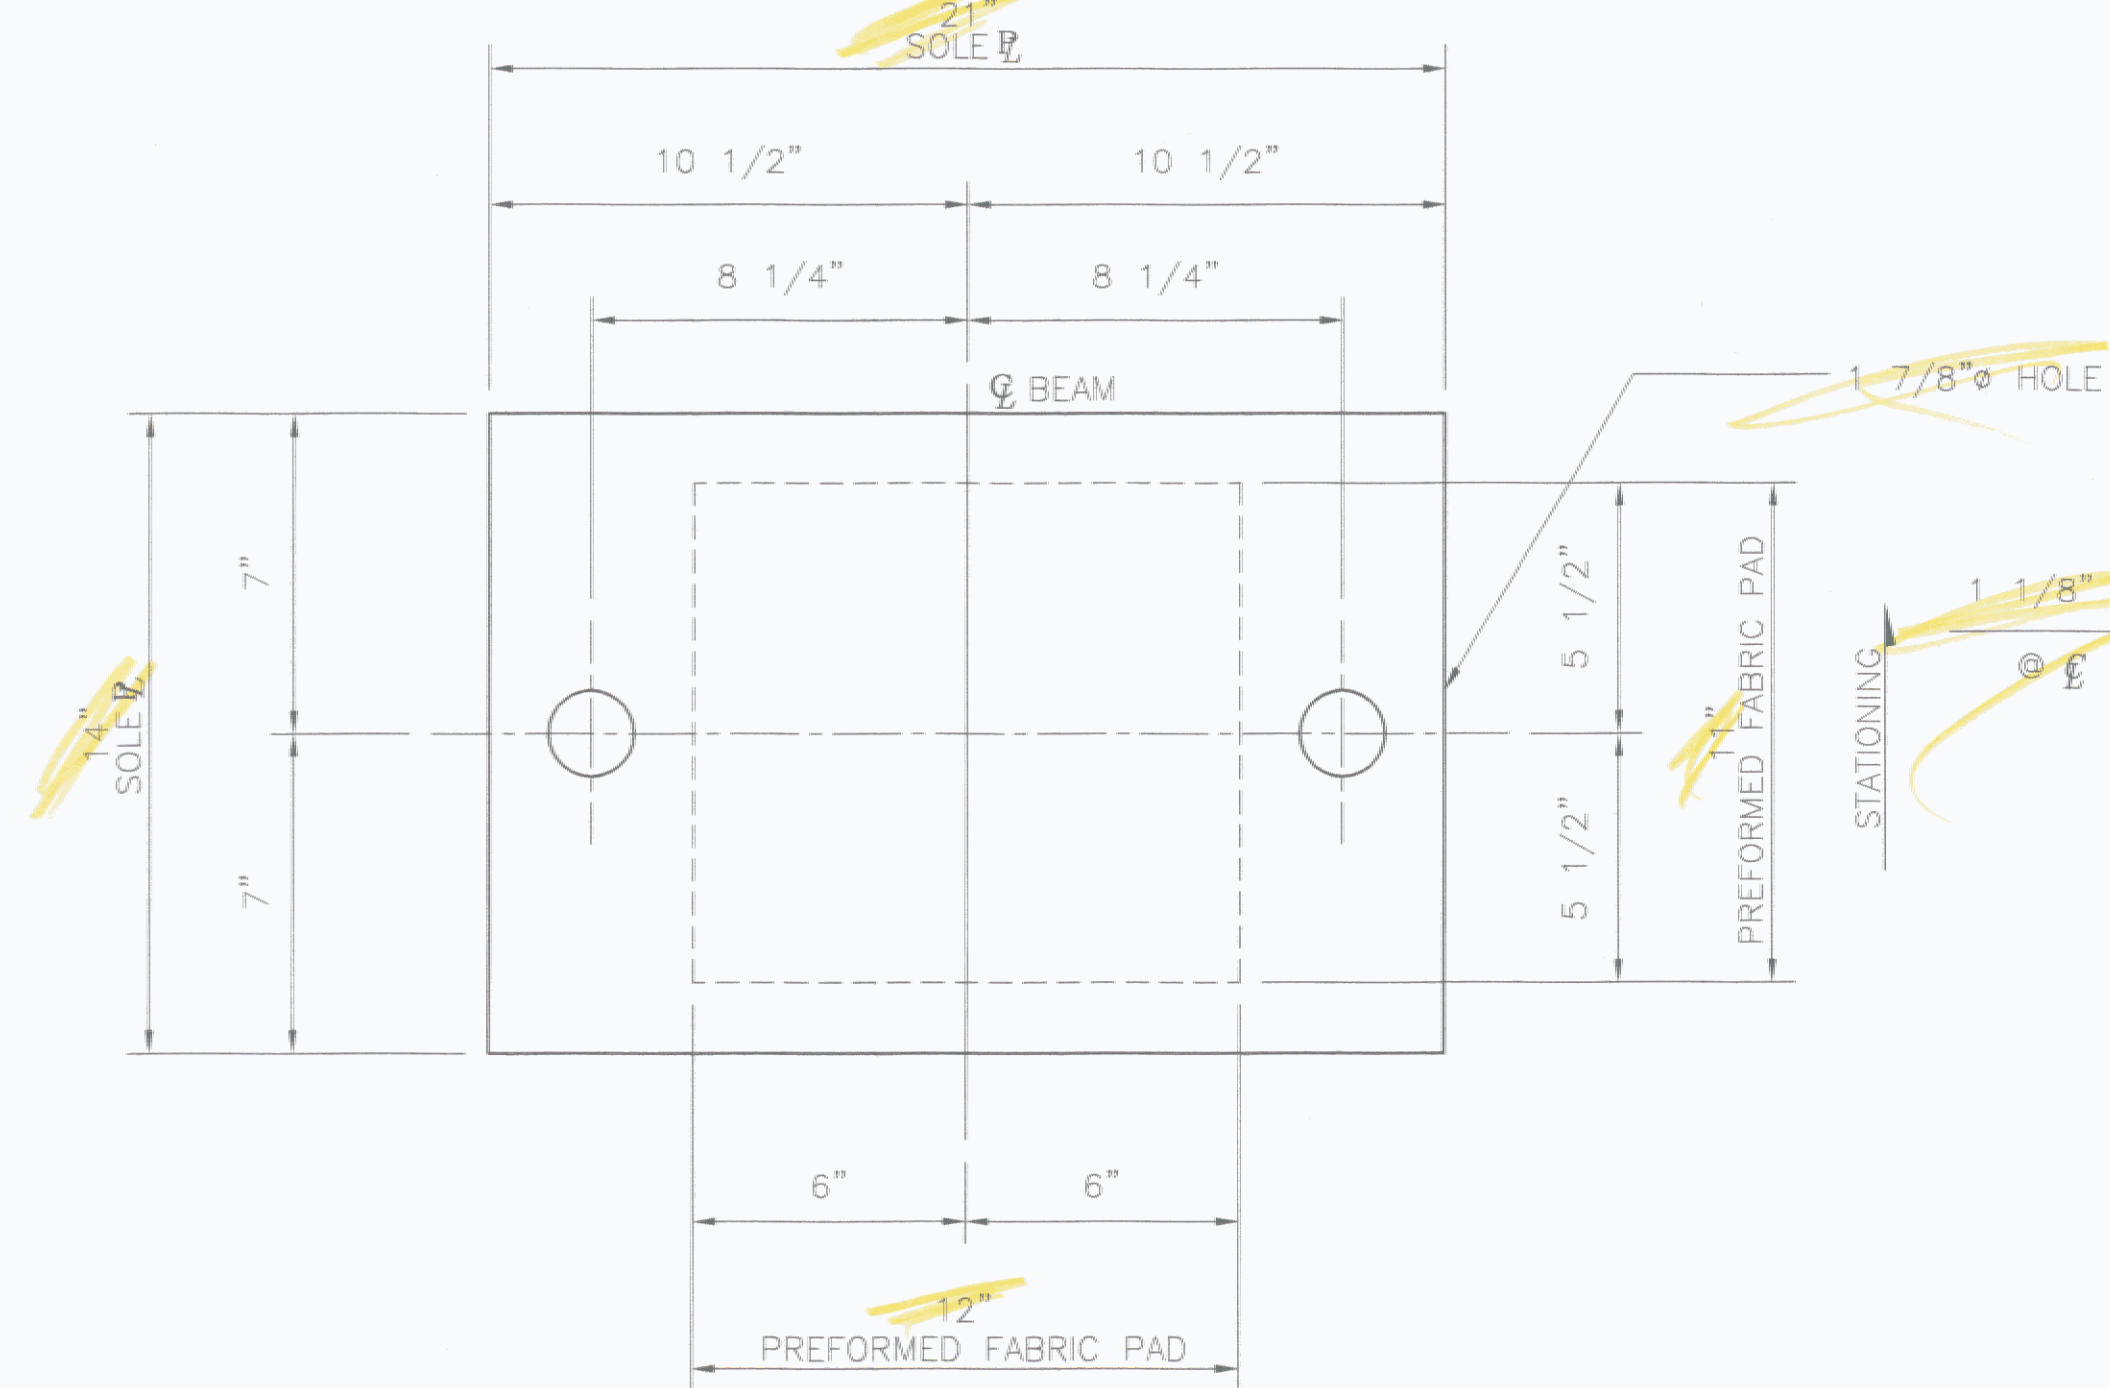 21"
SOLE ⅊
10 1/2" 10 1/2"
8 1/4" 8 1/4"
℄ BEAM
1 7/8"ø HOLE
7"
7"
14"
SOLE ⅊
5 1/2"
5 1/2"
11"
PREFORMED FABRIC PAD
STATIONING
1 1/8"
@ ℄
6" 6"
12"
PREFORMED FABRIC PAD